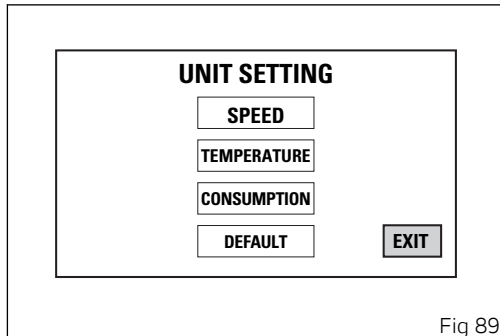 UNIT SETTING
SPEED
TEMPERATURE
CONSUMPTION
DEFAULT
EXIT
Fig 89